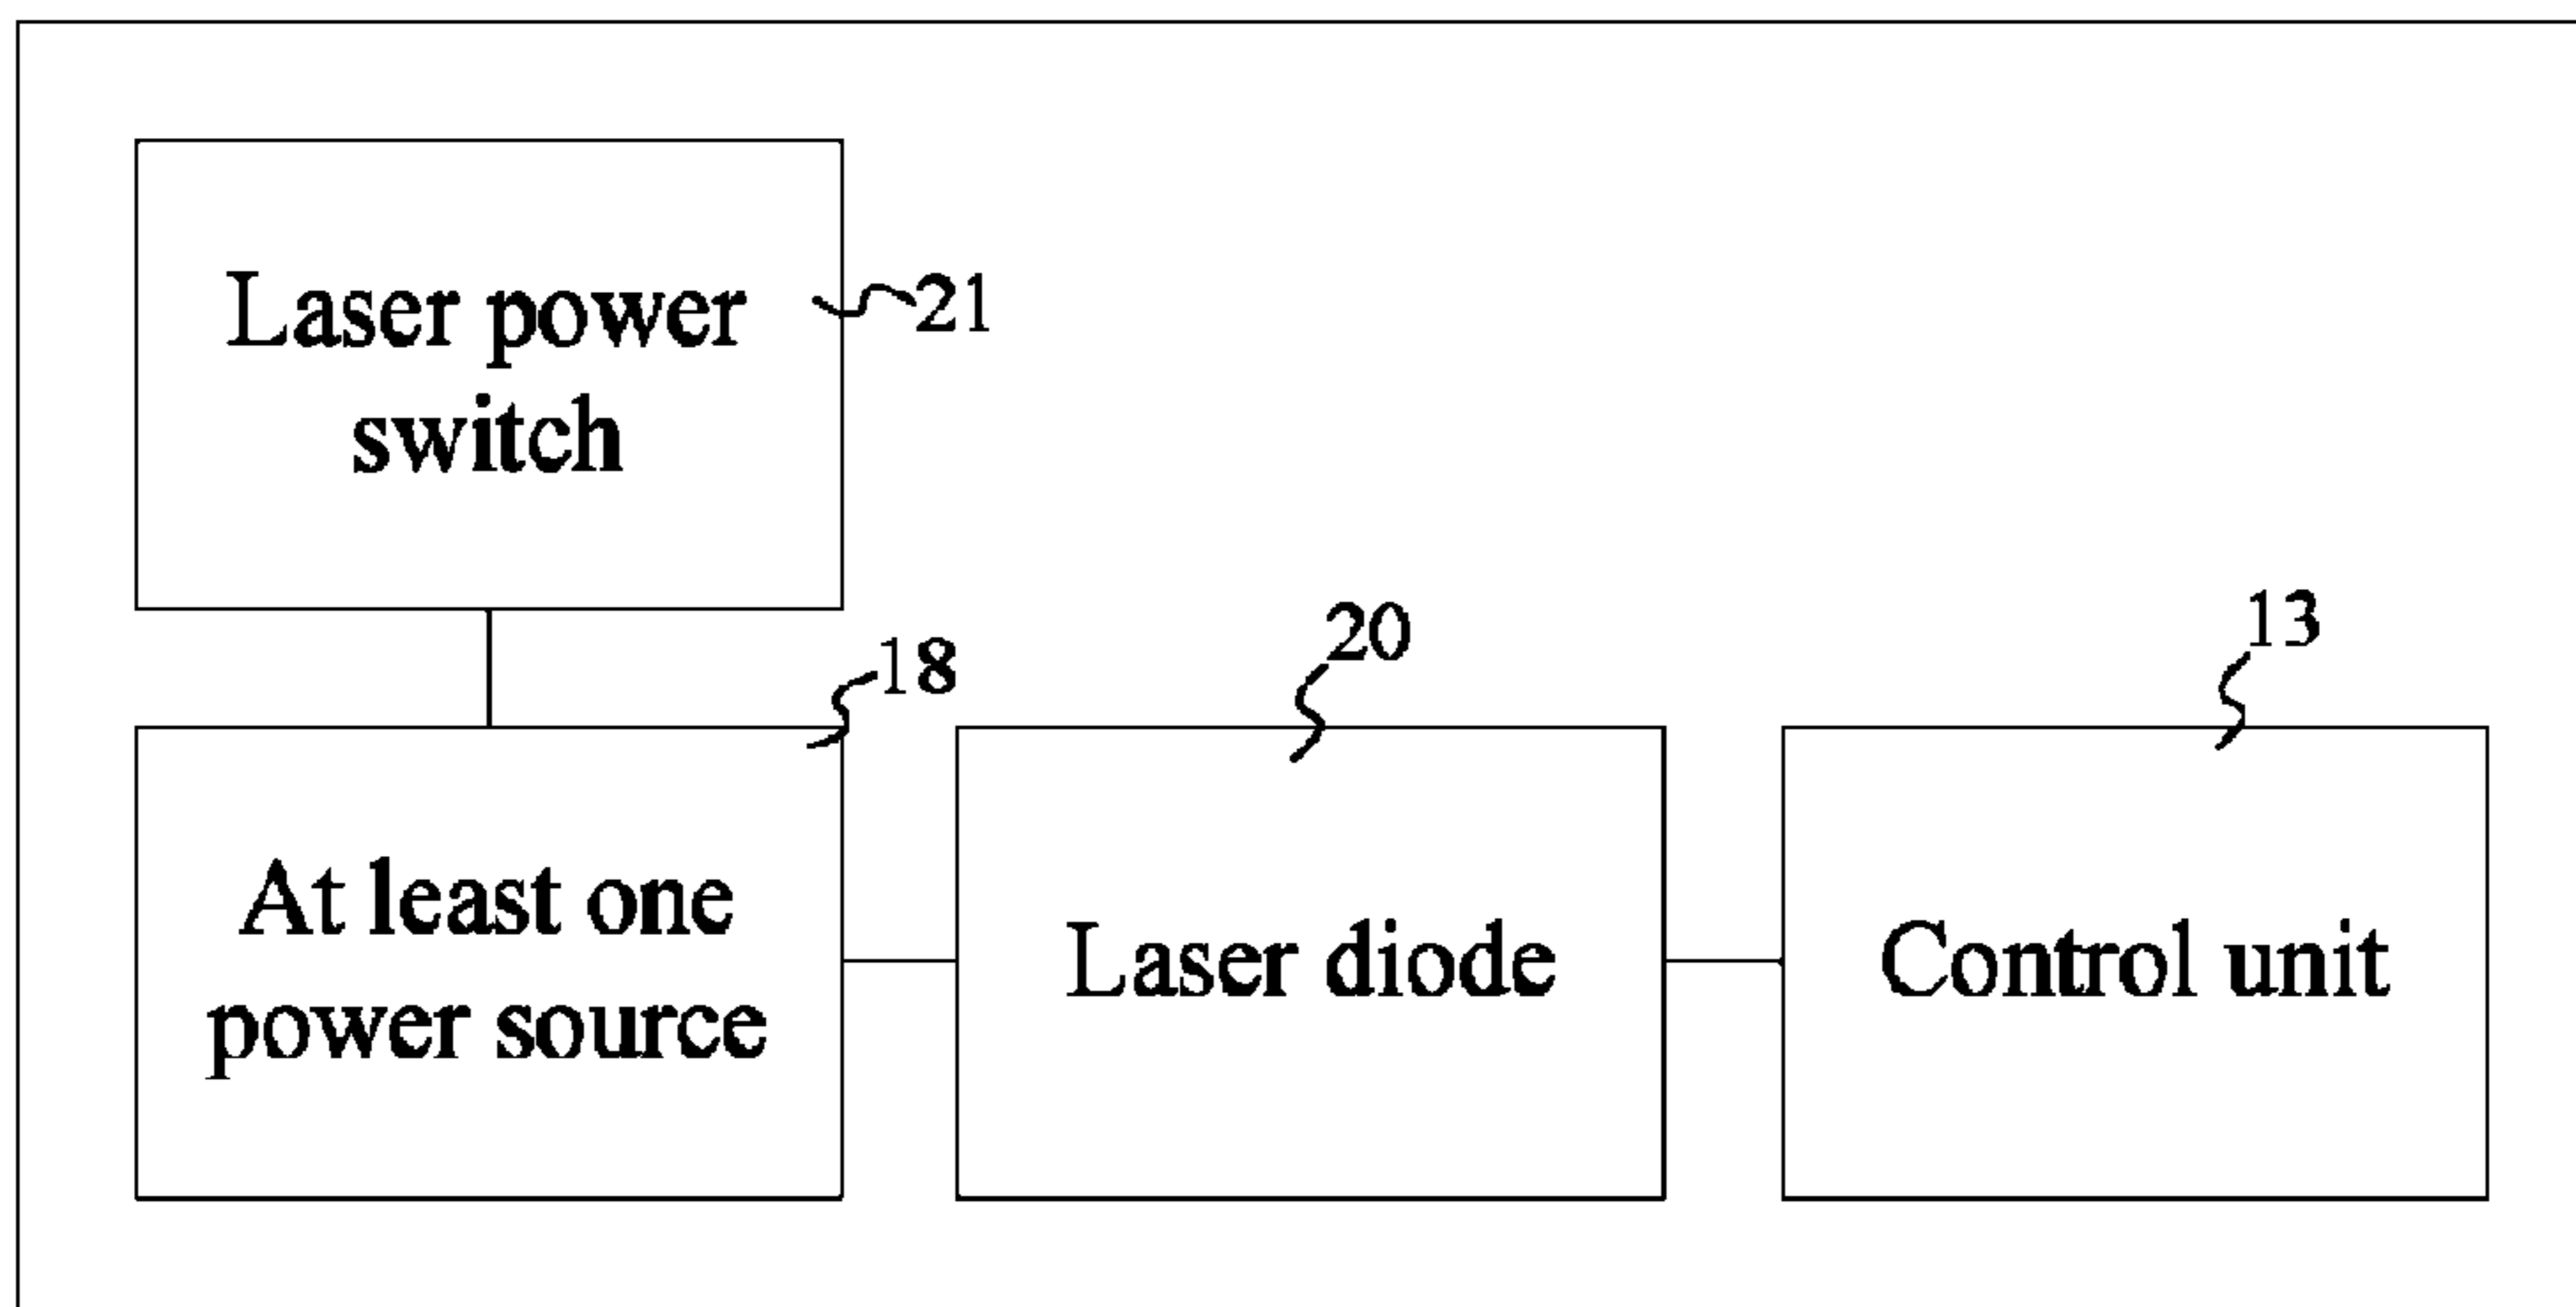 Laser power
switch
21
18
20
13
At least one
power source
Laser diode
Control unit